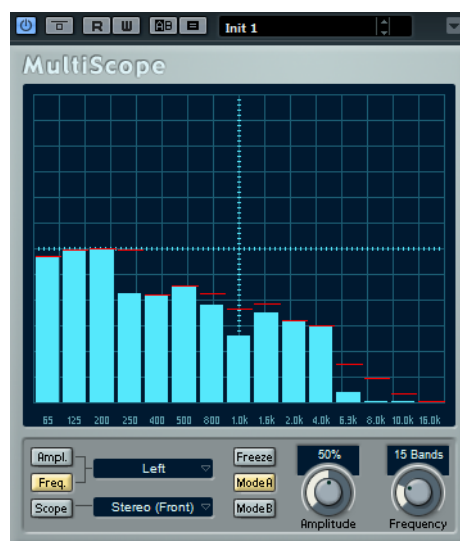 R W AB Init 1
MultiScope
65 125 200 250 400 500 800 1.0k 1.6k 2.0k 4.0k 6.3k 8.0k 10.0k 16.0k
Ampl. Freeze 50% 15 Bands
Left
Freq. Mode A
Scope Stereo (Front) Mode B
Amplitude Frequency